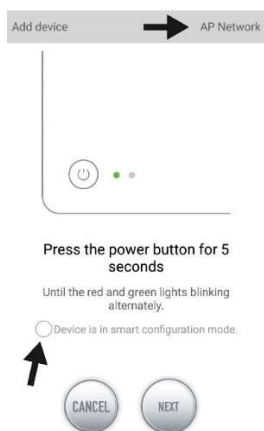 Add device AP Network
Press the power button for 5
seconds
Until the red and green lights blinking
alternately.
Device is in smart configuration mode.
CANCEL NEXT